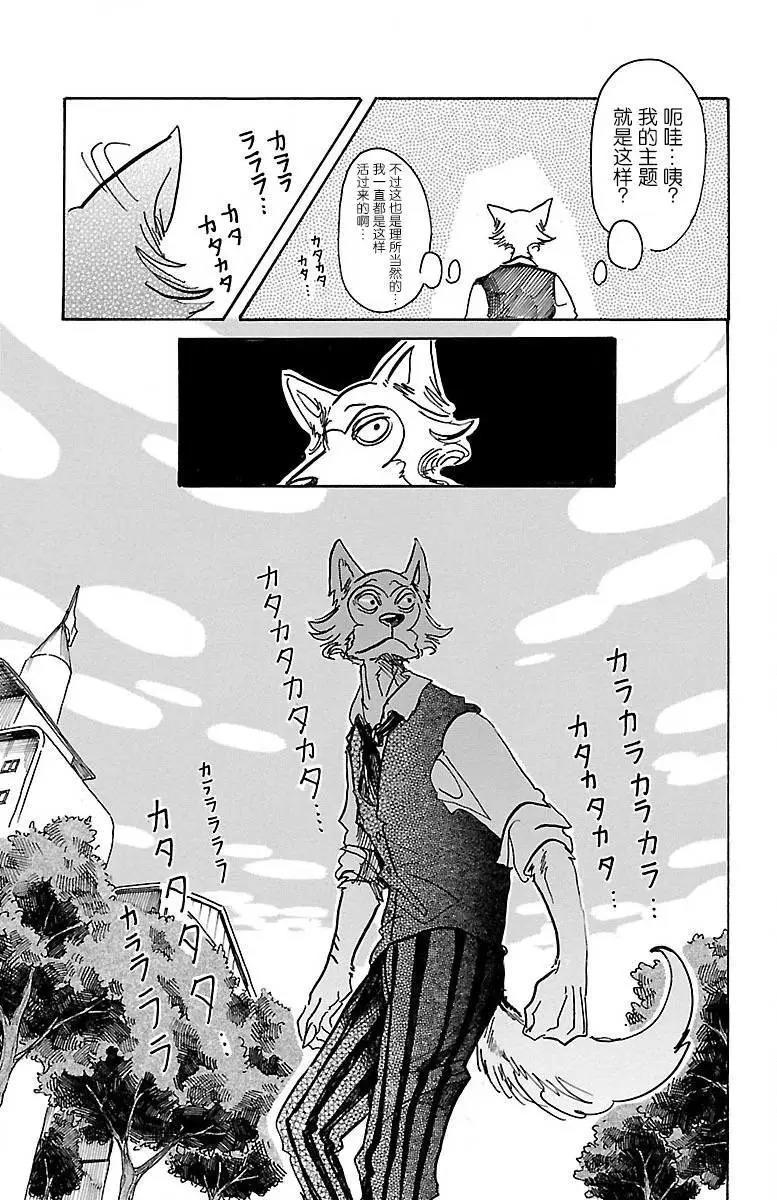 呃哇…咦？
我的主题
就是这样？
不过这也是理所当然的…
我一直都是这样
活过来的啊…
カタカタ
カタ…
カララ
ラララ…
カタ
カタカタ
カラカラカラカラ…
カタカタカタ…
カタカタカタカタカタ…
カラララララ
カタタタタ…
カララララ